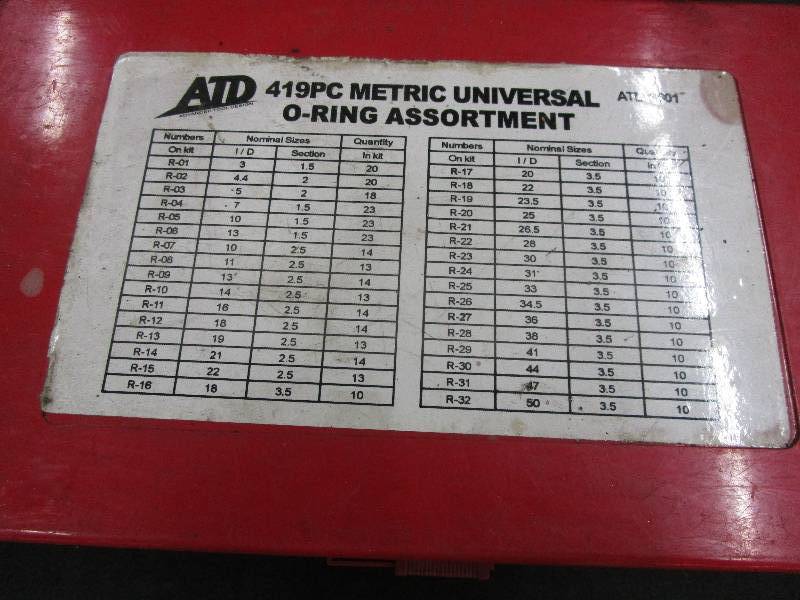 ATD 419PC METRIC UNIVERSAL
O-RING ASSORTMENT
Numbers Nominal Sizes Quantity
On kit I / D Section In kit
R-01 3 1.5 20
R-02 4.4 2 20
R-03 5 2 18
R-04 7 1.5 23
R-05 10 1.5 23
R-06 13 1.5 23
R-07 10 2.5 14
R-08 11 2.5 13
R-09 13 2.5 14
R-10 14 2.5 13
R-11 16 2.5 14
R-12 18 2.5 14
R-13 19 2.5 13
R-14 21 2.5 14
R-15 22 2.5 13
R-16 18 3.5 10
Numbers Nominal Sizes
On kit I / D Section In kit
R-17 20 3.5 10
R-18 22 3.5 10
R-19 23.5 3.5 10
R-20 25 3.5 10
R-21 26.5 3.5 10
R-22 28 3.5 10
R-23 30 3.5 10
R-24 31 3.5 10
R-25 33 3.5 10
R-26 34.5 3.5 10
R-27 36 3.5 10
R-28 38 3.5 10
R-29 41 3.5 10
R-30 44 3.5 10
R-31 47 3.5 10
R-32 50 3.5 10